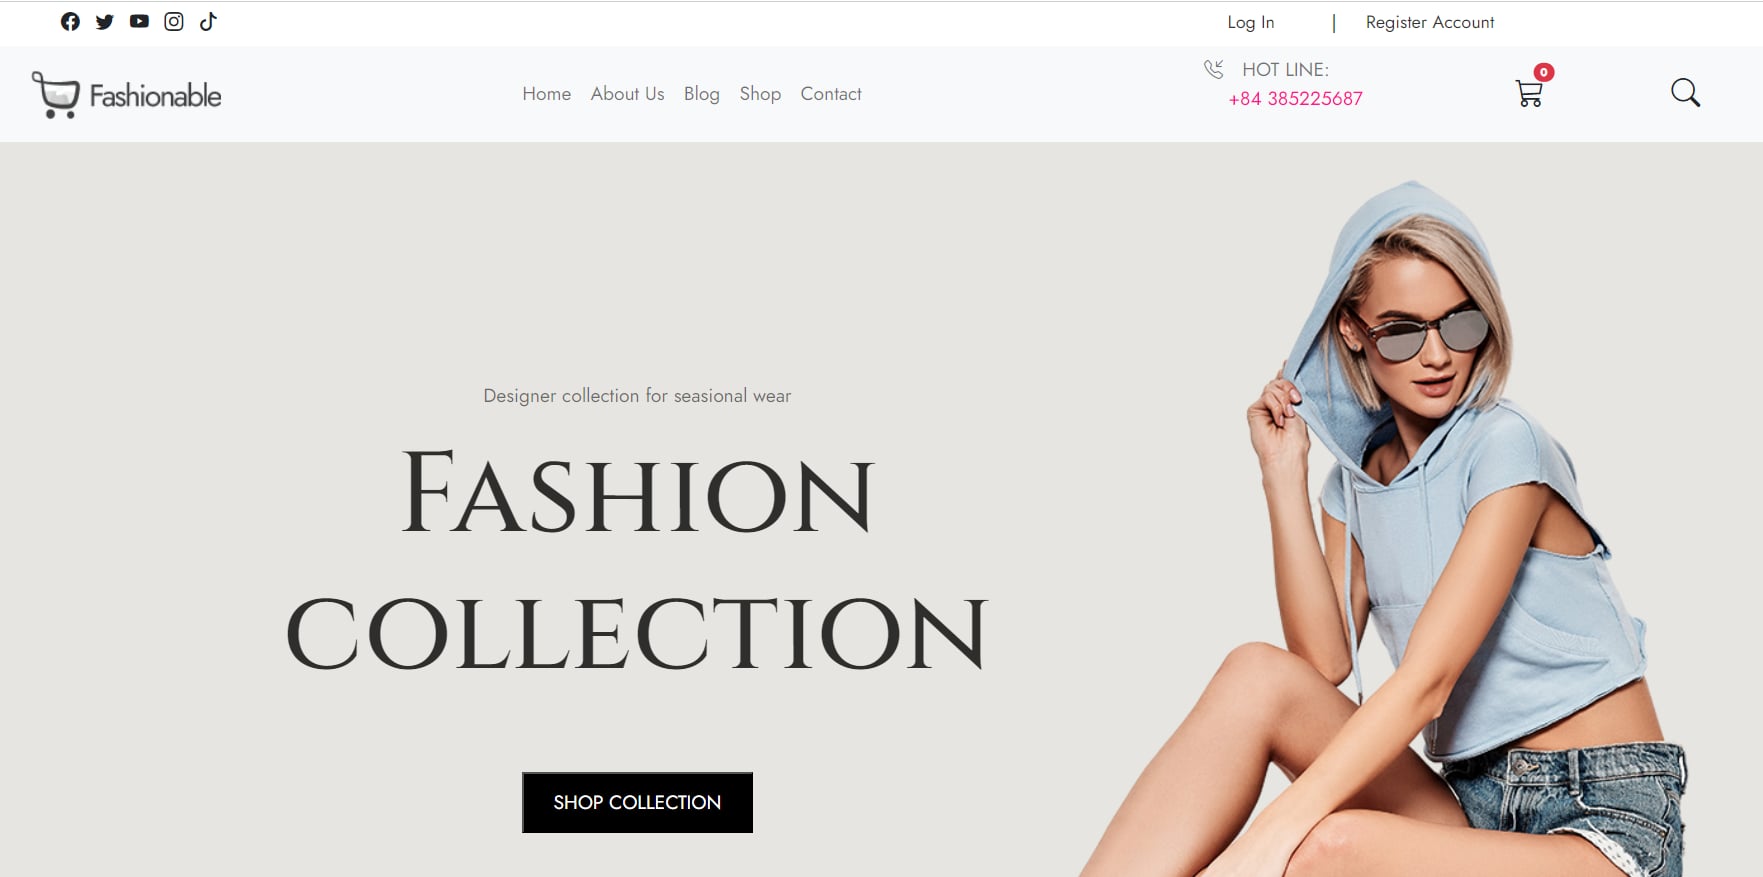 Log In | Register Account
Fashionable
Home About Us Blog Shop Contact
HOT LINE:
+84 385225687
0
Designer collection for seasional wear
FASHION
COLLECTION
SHOP COLLECTION